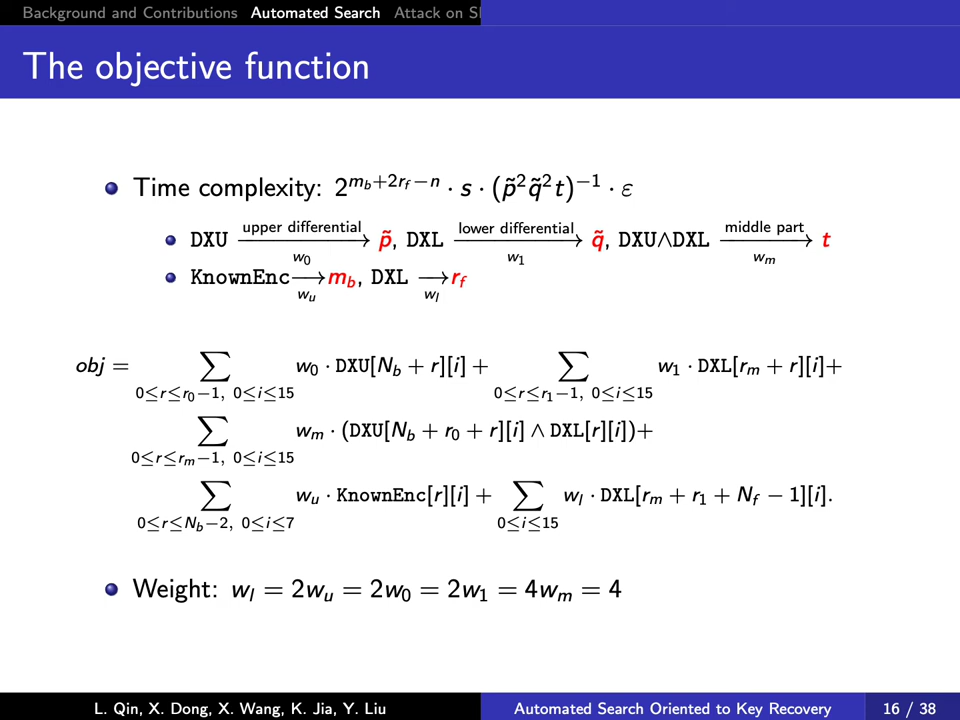 Background and Contributions Automated Search Attack on S
The objective function
Time complexity: 2^{m_b+2r_f−n} · s · (p̃²q̃²t)^{−1} · ε
DXU \xrightarrow[w_0]{upper differential} p̃, DXL \xrightarrow[w_1]{lower differential} q̃, DXU∧DXL \xrightarrow[w_m]{middle part} t
KnownEnc \xrightarrow[w_u]{} m_b, DXL \xrightarrow[w_l]{} r_f
obj = ∑_{0≤r≤r_0−1, 0≤i≤15} w_0 · DXU[N_b + r][i] + ∑_{0≤r≤r_1−1, 0≤i≤15} w_1 · DXL[r_m + r][i]+
∑_{0≤r≤r_m−1, 0≤i≤15} w_m · (DXU[N_b + r_0 + r][i] ∧ DXL[r][i])+
∑_{0≤r≤N_b−2, 0≤i≤7} w_u · KnownEnc[r][i] + ∑_{0≤i≤15} w_l · DXL[r_m + r_1 + N_f − 1][i].
Weight: w_l = 2w_u = 2w_0 = 2w_1 = 4w_m = 4
L. Qin, X. Dong, X. Wang, K. Jia, Y. Liu Automated Search Oriented to Key Recovery 16 / 38